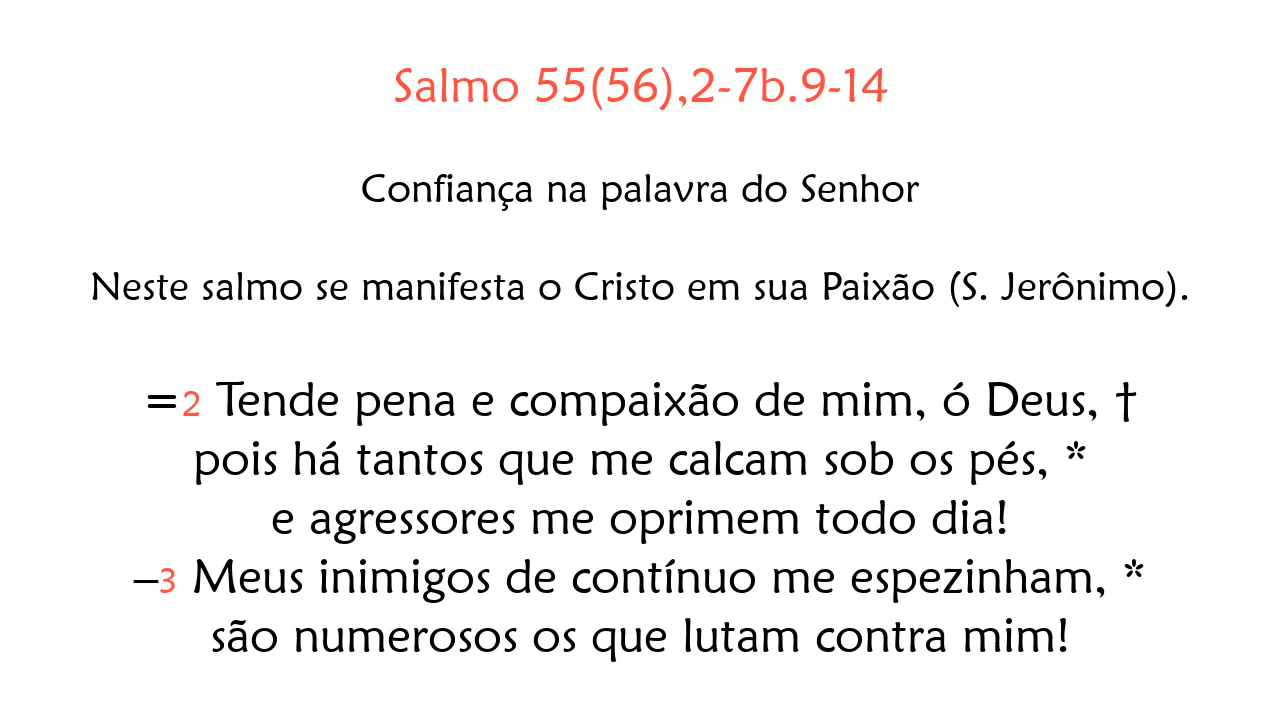 Salmo 55(56),2-7b.9-14
Confiança na palavra do Senhor
Neste salmo se manifesta o Cristo em sua Paixão (S. Jerônimo).
=2 Tende pena e compaixão de mim, ó Deus, †
pois há tantos que me calcam sob os pés, *
e agressores me oprimem todo dia!
–3 Meus inimigos de contínuo me espezinham, *
são numerosos os que lutam contra mim!